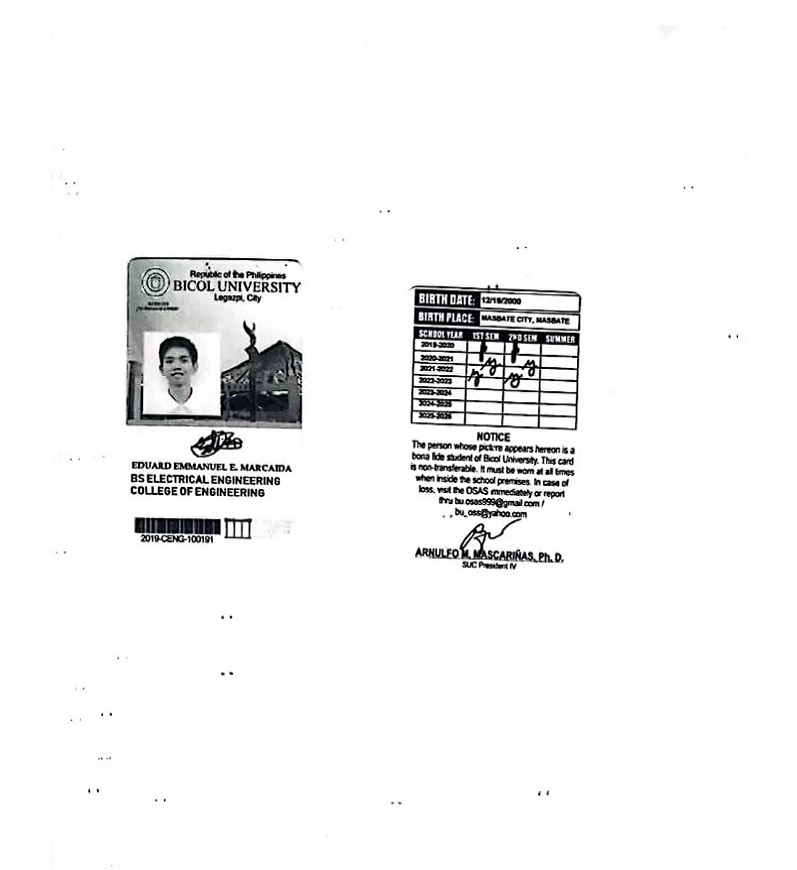 Republic of the Philippines
BICOL UNIVERSITY
Legazpi, City
EDUARD EMMANUEL E. MARCAIDA
BS ELECTRICAL ENGINEERING
COLLEGE OF ENGINEERING
2019-CENG-100191
BIRTH DATE: 12/18/2000
BIRTH PLACE: MASBATE CITY, MASBATE
SCHOOL YEAR 1ST SEM 2ND SEM SUMMER
2019-2020
2020-2021
2021-2022
2022-2023
2023-2024
2024-2025
2025-2026
NOTICE
The person whose picture appears hereon is a
bona fide student of Bicol University. This card
is non-transferable. It must be worn at all times
when inside the school premises. In case of
loss, visit the OSAS immediately or report
thru bu.osas999@gmail.com /
bu_oss@yahoo.com
ARNULFO M. MASCARIÑAS, Ph. D.
SUC President IV